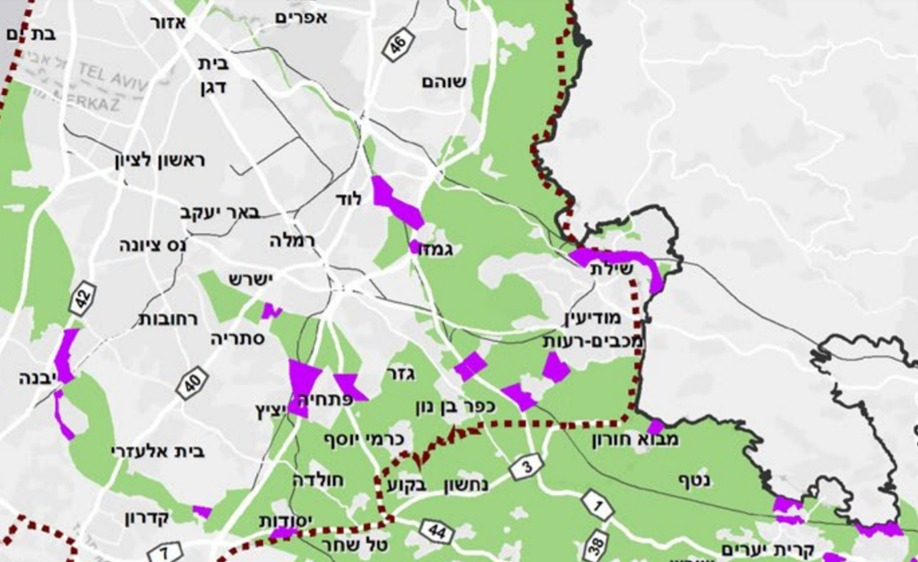 אפרים
אזור
בת ים
46
תל אביב TEL AVIV
MERKAZ
בית
דגן
שוהם
ראשון לציון
לוד
באר יעקב
נס ציונה
רמלה
גמזו
שילת
ישרש
42
רחובות
מודיעין
מכבים-רעות
סתריה
יבנה
40
גזר
פתחיה
יציץ
כפר בן נון
כרמי יוסף
מבוא חורון
בית אלעזרי
3
חולדה
בקוע
נחשון
נטף
קדרון
יסודות
1
44
38
טל שחר
7
קרית יערים